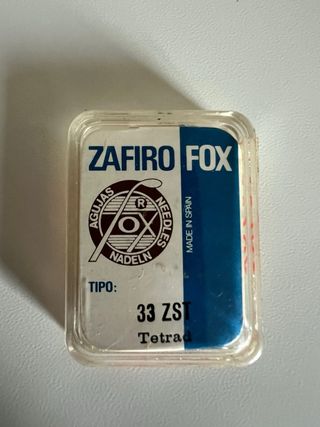 ZAFIRO FOX
AGUJAS
NEEDLES
R
FOX
NADELN
MADE IN SPAIN
TIPO:
33 ZST
Tetrad